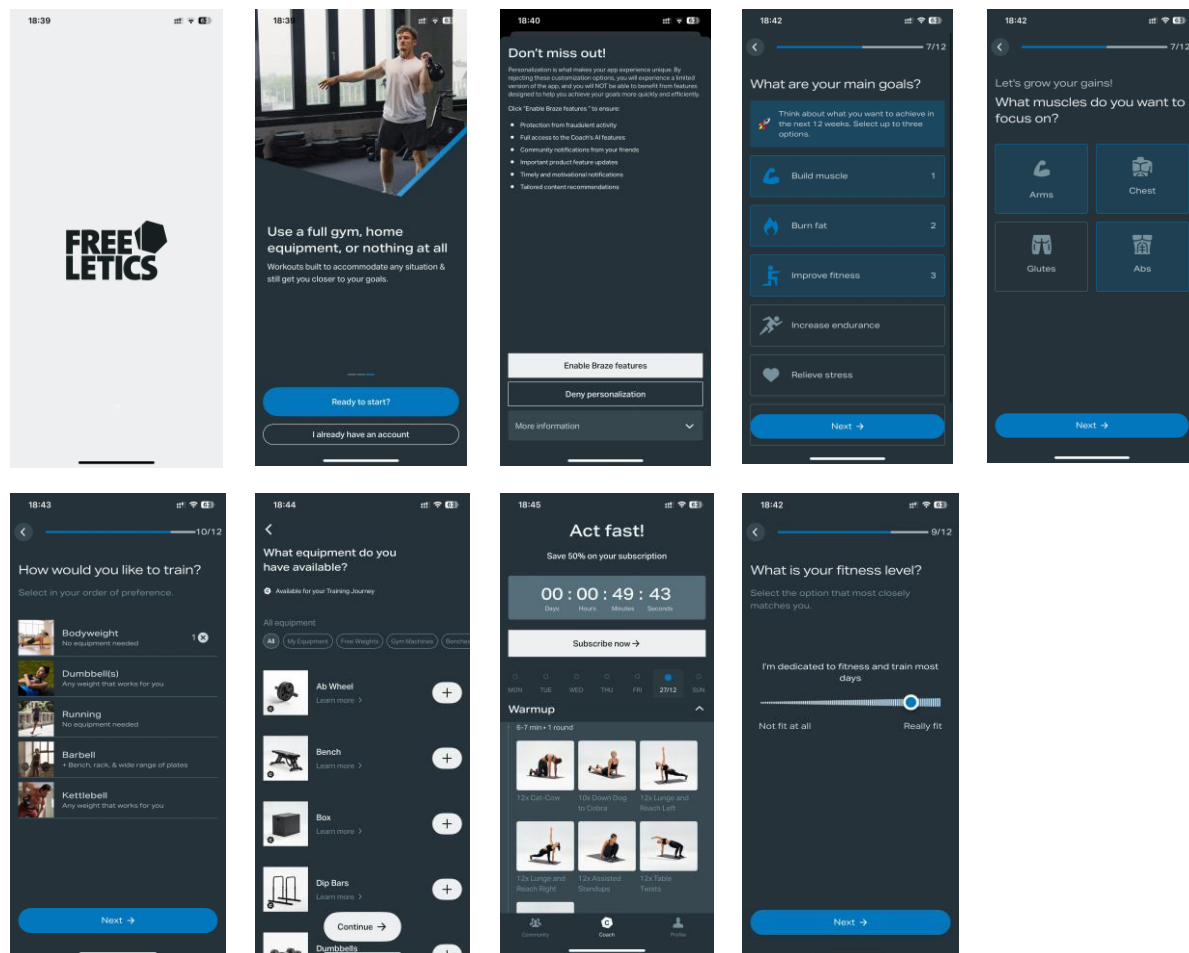 18:39
FREE
LETICS
18:39
Use a full gym, home
equipment, or nothing at all
Workouts built to accommodate any situation &
still get you closer to your goals.
Ready to start?
I already have an account
18:40
Don't miss out!
Personalization is what makes your app experience unique. By
rejecting these customization options, you will experience a limited
version of the app, and you will NOT be able to benefit from features
designed to help you achieve your goals more quickly and efficiently.
Click "Enable Braze features " to ensure:
Protection from fraudulent activity
Full access to the Coach's AI features
Community notifications from your friends
Important product feature updates
Timely and motivational notifications
Tailored content recommendations
Enable Braze features
Deny personalization
More information
18:42
7/12
What are your main goals?
Think about what you want to achieve in
the next 12 weeks. Select up to three
options.
Build muscle 1
Burn fat 2
Improve fitness 3
Increase endurance
Relieve stress
Next →
18:42
7/12
Let's grow your gains!
What muscles do you want to
focus on?
Arms
Chest
Glutes
Abs
Next →
18:43
10/12
How would you like to train?
Select in your order of preference.
Bodyweight
No equipment needed
1
Dumbbell(s)
Any weight that works for you
Running
No equipment needed
Barbell
+ Bench, rack, & wide range of plates
Kettlebell
Any weight that works for you
Next →
18:44
What equipment do you
have available?
Available for your Training Journey
All equipment
All My Equipment Free Weights Gym Machines Benches
Ab Wheel
Learn more >
Bench
Learn more >
Box
Learn more >
Dip Bars
Learn more >
Continue →
Dumbbells
18:45
Act fast!
Save 50% on your subscription
00 : 00 : 49 : 43
Days Hours Minutes Seconds
Subscribe now →
MON TUE WED THU FRI 27/12 SUN
Warmup
6-7 min • 1 round
12x Cat-Cow
10x Down Dog
to Cobra
12x Lunge and
Reach Left
12x Lunge and
Reach Right
12x Assisted
Standups
12x Table
Twists
Community Coach Profile
18:42
9/12
What is your fitness level?
Select the option that most closely
matches you.
I'm dedicated to fitness and train most
days
Not fit at all Really fit
Next →